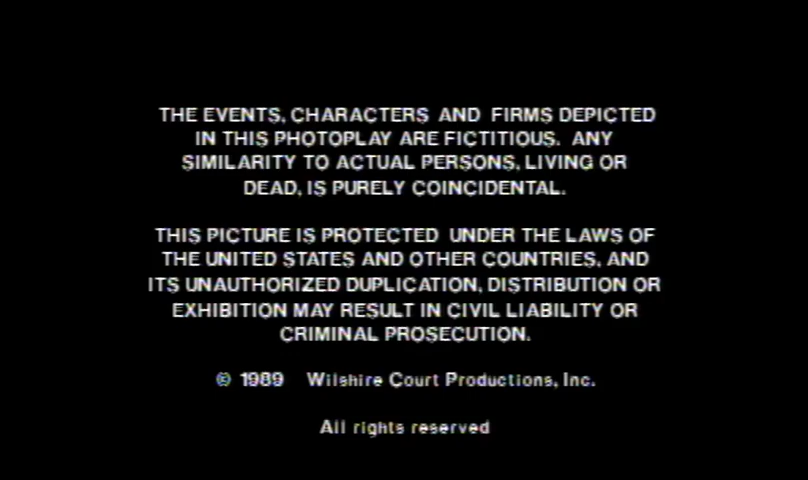 THE EVENTS, CHARACTERS AND FIRMS DEPICTED
IN THIS PHOTOPLAY ARE FICTITIOUS. ANY
SIMILARITY TO ACTUAL PERSONS, LIVING OR
DEAD, IS PURELY COINCIDENTAL.
THIS PICTURE IS PROTECTED UNDER THE LAWS OF
THE UNITED STATES AND OTHER COUNTRIES, AND
ITS UNAUTHORIZED DUPLICATION, DISTRIBUTION OR
EXHIBITION MAY RESULT IN CIVIL LIABILITY OR
CRIMINAL PROSECUTION.
© 1989 Wilshire Court Productions, Inc.
All rights reserved